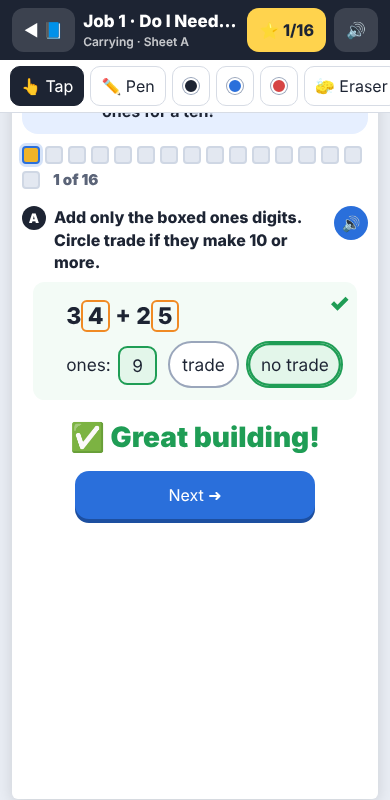 Job 1 · Do I Need...
Carrying · Sheet A
1/16
Tap
Pen
Eraser
ones for a ten!
1 of 16
A Add only the boxed ones digits.
Circle trade if they make 10 or
more.
34 + 25
ones: 9 trade no trade
Great building!
Next →